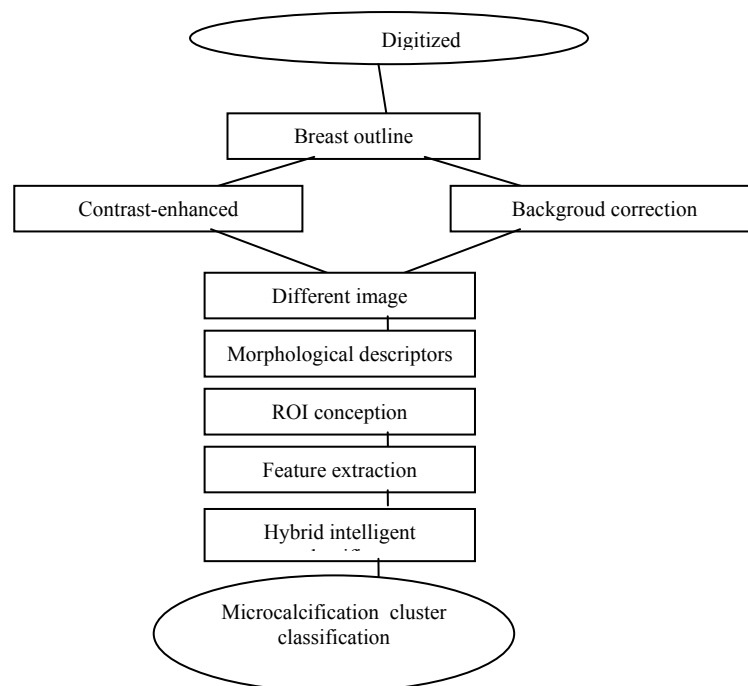 Digitized
Breast outline
Contrast-enhanced
Backgroud correction
Different image
Morphological descriptors
ROI conception
Feature extraction
Hybrid intelligent
Microcalcification cluster
classification